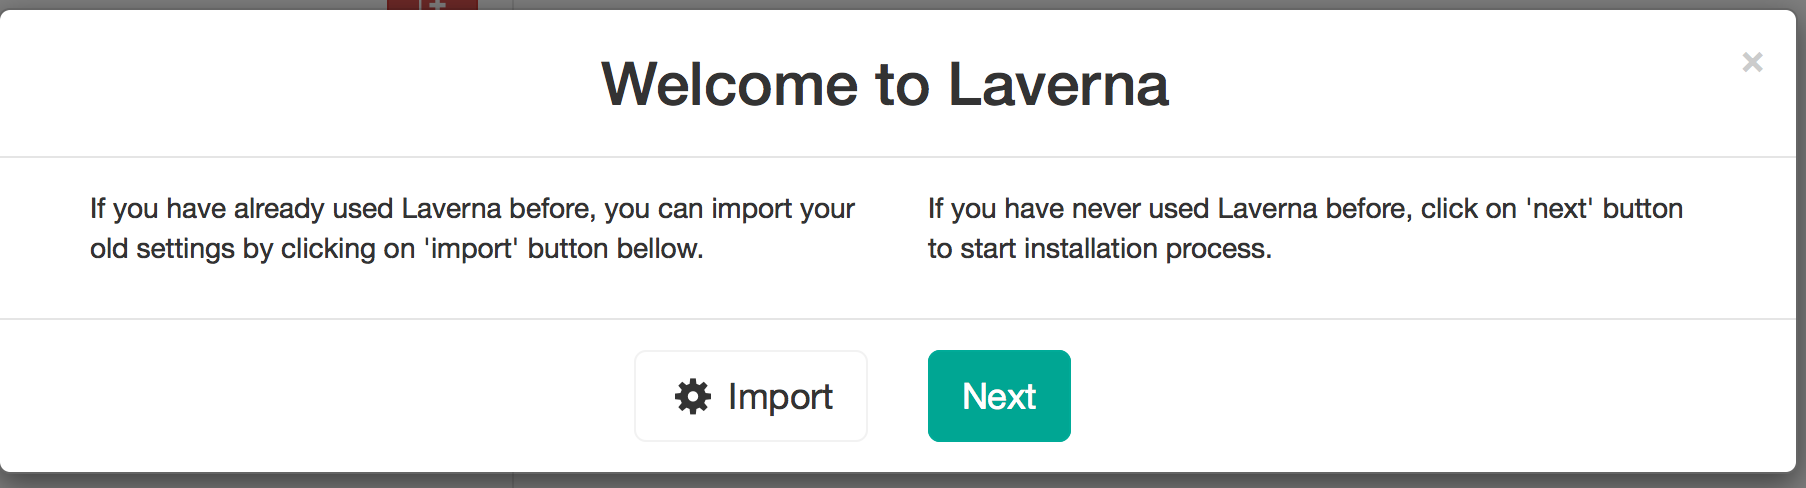 Welcome to Laverna
×
If you have already used Laverna before, you can import your
old settings by clicking on 'import' button bellow.
If you have never used Laverna before, click on 'next' button
to start installation process.
Import
Next